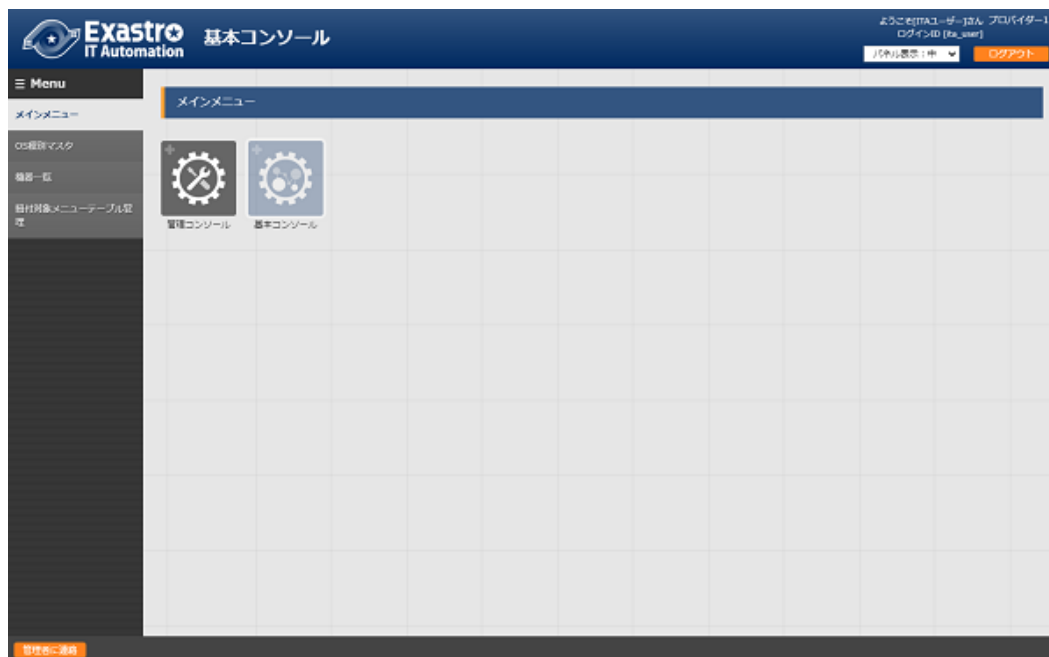 Exastro
IT Automation
基本コンソール
ようこそ[ITAユーザー]さん プロバイダー1
ログインID [ita_user]
パネル表示：中
ログアウト
Menu
メインメニュー
OS種別マスタ
機器一覧
紐付対象メニューテーブル管
理
メインメニュー
管理コンソール
基本コンソール
管理者に連絡